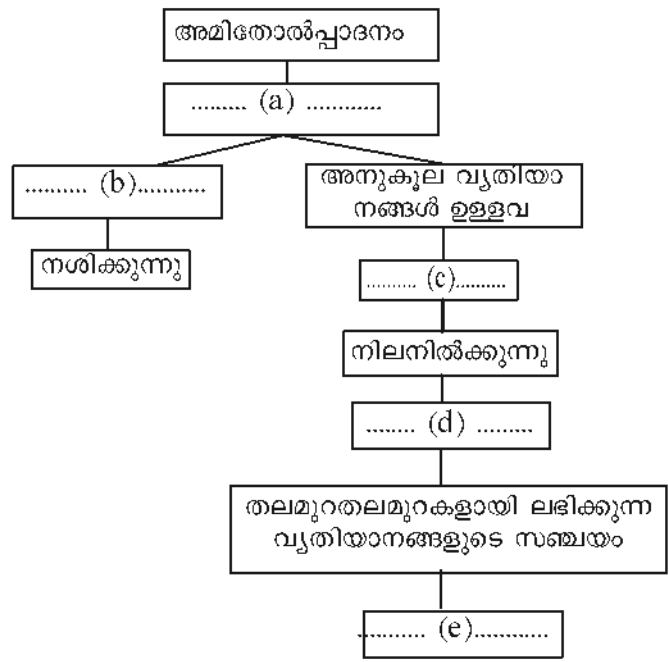 അമിതോൽപ്പാദനം
......... (a) ............
.......... (b)...........
അനുകൂല വ്യതിയാ
നങ്ങൾ ഉള്ളവ
നശിക്കുന്നു
.......... (c)..........
നിലനിൽക്കുന്നു
........ (d) .........
തലമുറതലമുറകളായി ലഭിക്കുന്ന
വ്യതിയാനങ്ങളുടെ സഞ്ചയം
........... (e)............